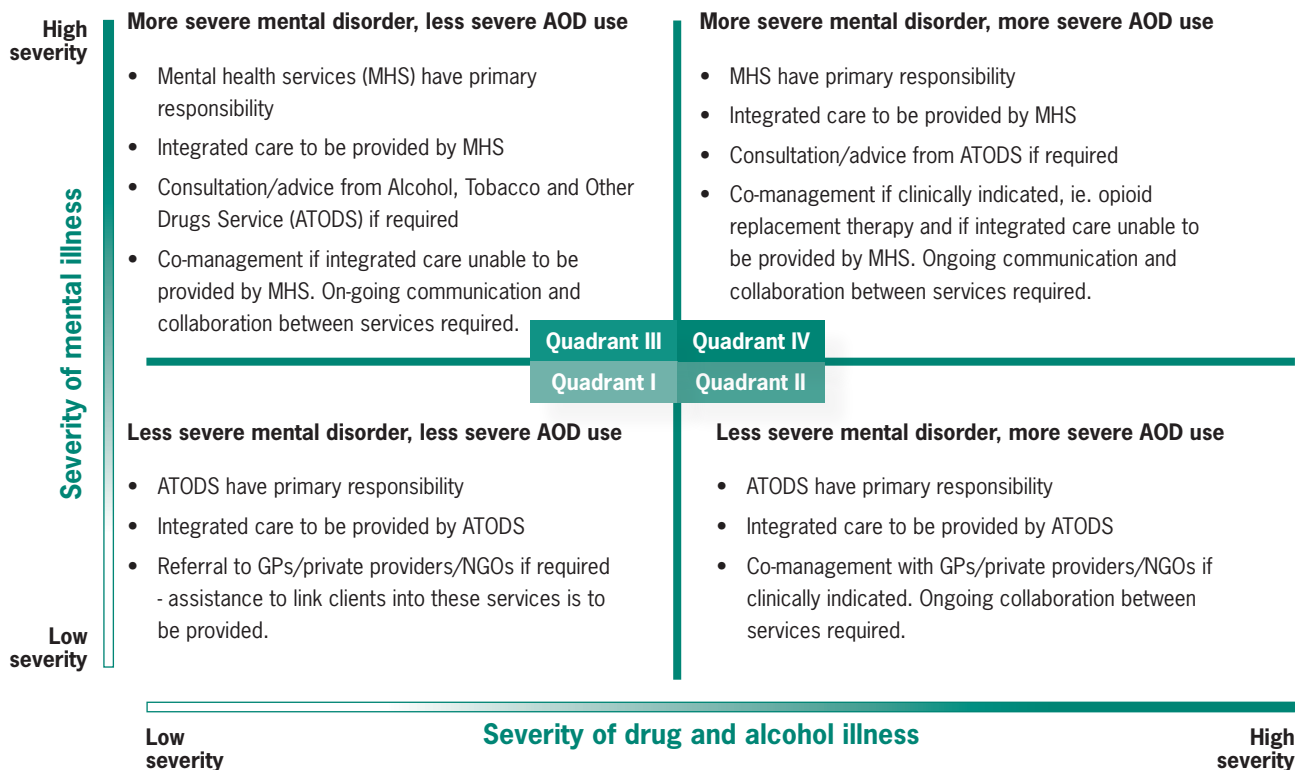 High
severity
Severity of mental illness
Low
severity
More severe mental disorder, less severe AOD use
• Mental health services (MHS) have primary
responsibility
• Integrated care to be provided by MHS
• Consultation/advice from Alcohol, Tobacco and Other
Drugs Service (ATODS) if required
• Co-management if integrated care unable to be
provided by MHS. On-going communication and
collaboration between services required.
More severe mental disorder, more severe AOD use
• MHS have primary responsibility
• Integrated care to be provided by MHS
• Consultation/advice from ATODS if required
• Co-management if clinically indicated, ie. opioid
replacement therapy and if integrated care unable to
be provided by MHS. Ongoing communication and
collaboration between services required.
Quadrant III
Quadrant IV
Quadrant I
Quadrant II
Less severe mental disorder, less severe AOD use
• ATODS have primary responsibility
• Integrated care to be provided by ATODS
• Referral to GPs/private providers/NGOs if required
- assistance to link clients into these services is to
be provided.
Less severe mental disorder, more severe AOD use
• ATODS have primary responsibility
• Integrated care to be provided by ATODS
• Co-management with GPs/private providers/NGOs if
clinically indicated. Ongoing collaboration between
services required.
Low
severity
Severity of drug and alcohol illness
High
severity